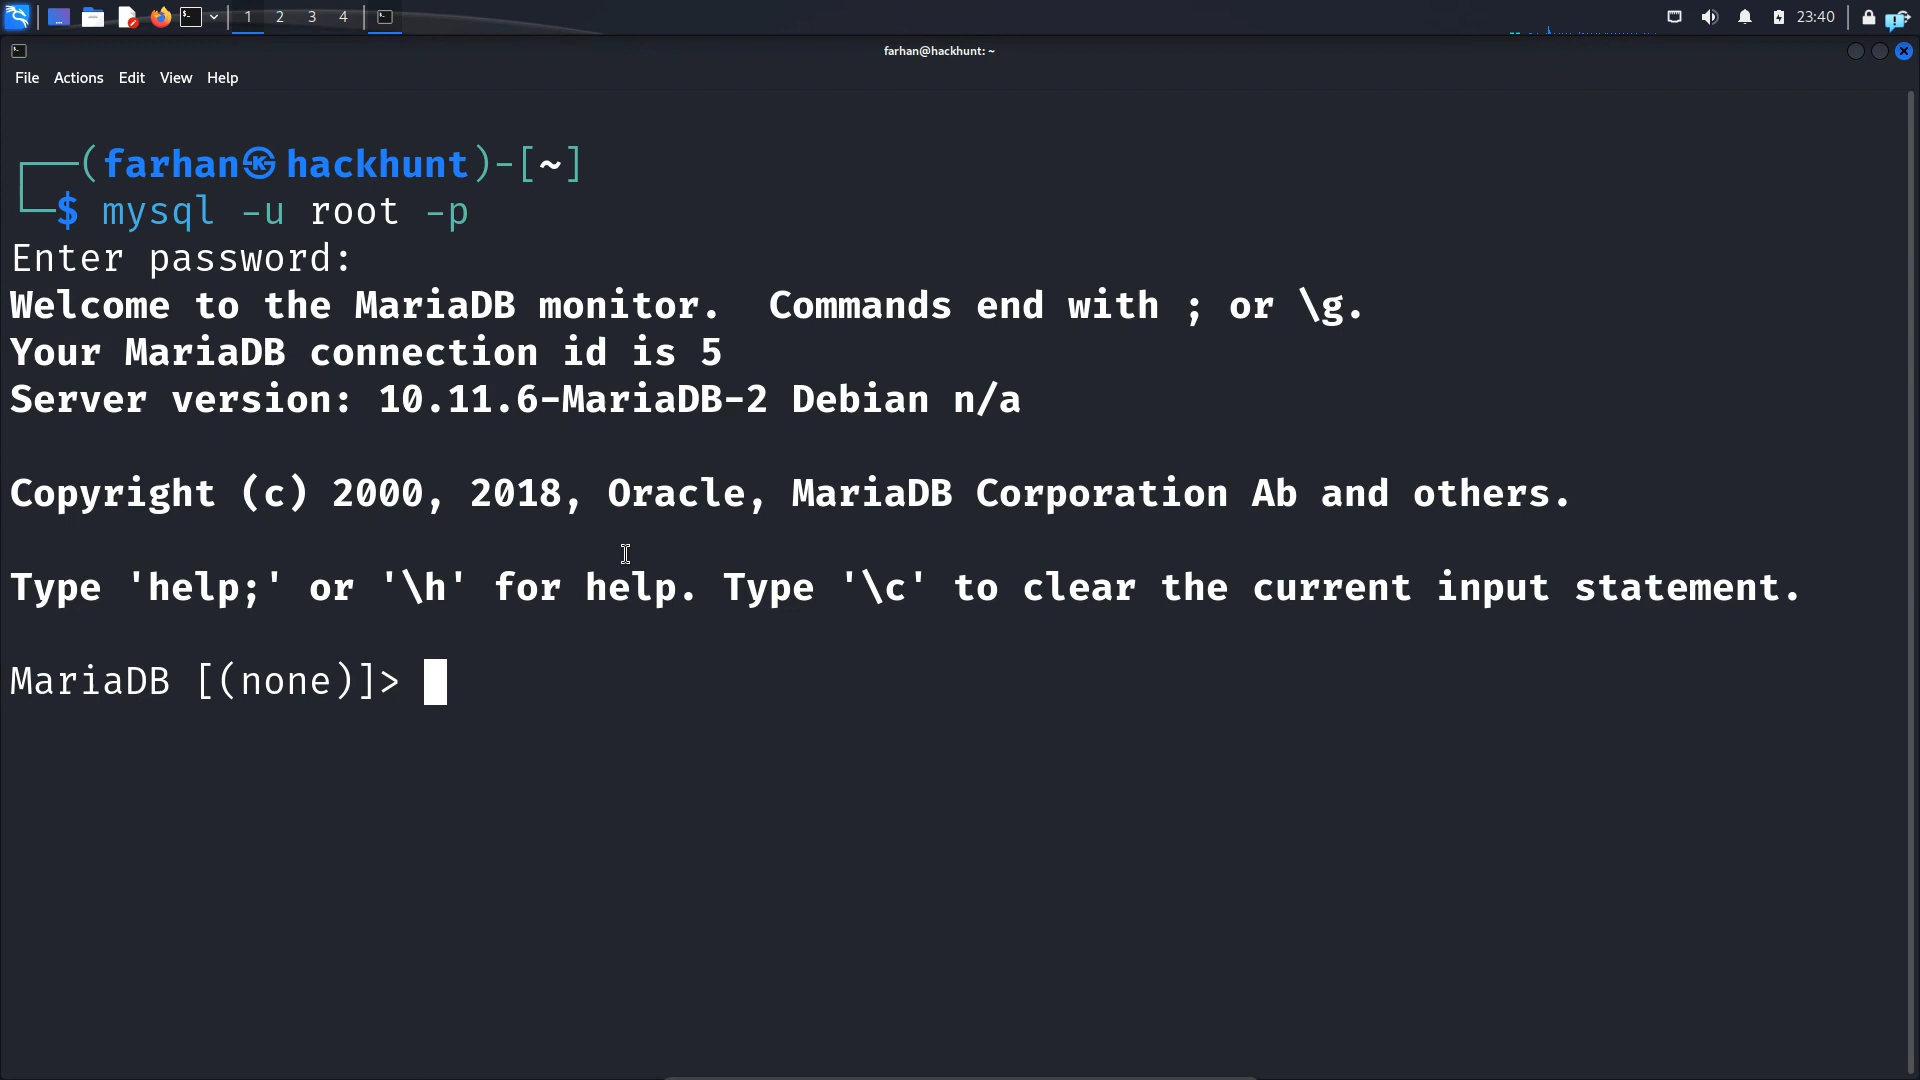 1 2 3 4 23:40
farhan@hackhunt: ~
File Actions Edit View Help
┌──(farhan㉿hackhunt)-[~]
└─$ mysql -u root -p
Enter password:
Welcome to the MariaDB monitor.  Commands end with ; or \g.
Your MariaDB connection id is 5
Server version: 10.11.6-MariaDB-2 Debian n/a
Copyright (c) 2000, 2018, Oracle, MariaDB Corporation Ab and others.
Type 'help;' or '\h' for help. Type '\c' to clear the current input statement.
MariaDB [(none)]>